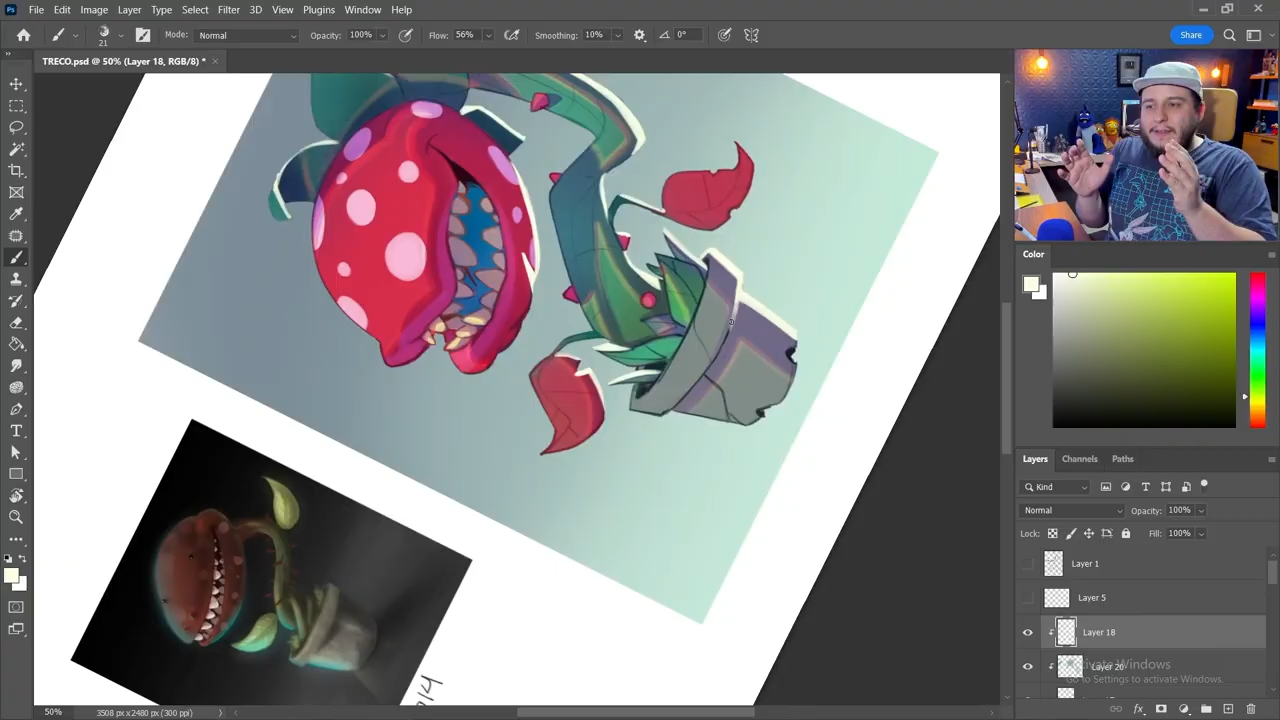 File Edit Image Layer Type Select Filter 3D View Plugins Window Help
21 Mode: Normal Opacity: 100% Flow: 56% Smoothing: 10% 0° Share
TRECO.psd @ 50% (Layer 18, RGB/8) * ×
Color
Layers Channels Paths
Kind
Normal Opacity: 100%
Lock: Fill: 100%
Layer 1
Layer 5
Layer 18
Layer 20
Activate Windows
Go to Settings to activate Windows.
50% 3508 px x 2480 px (300 ppi)